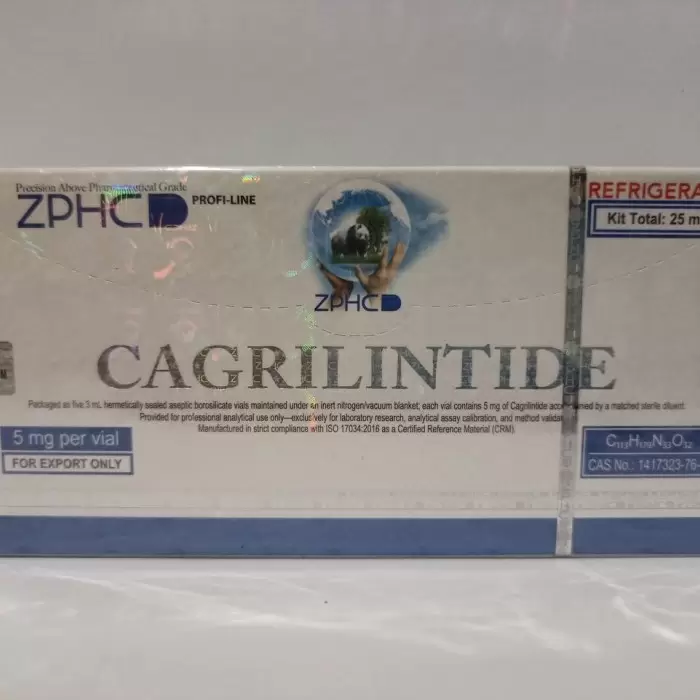 Precision Above Pharmaceutical Grade
ZPHC PROFI-LINE
REFRIGERA
Kit Total: 25 m
ZPHC
CAGRILINTIDE
Packaged as five 3 mL hermetically sealed aseptic borosilicate vials maintained under an inert nitrogen/vacuum blanket; each vial contains 5 mg of Cagrilintide accompanied by a matched sterile diluent.
Provided for professional analytical use only—exclusively for laboratory research, analytical assay calibration, and method valida
Manufactured in strict compliance with ISO 17034:2016 as a Certified Reference Material (CRM)
5 mg per vial
FOR EXPORT ONLY
CAS No.: 1417323-76-